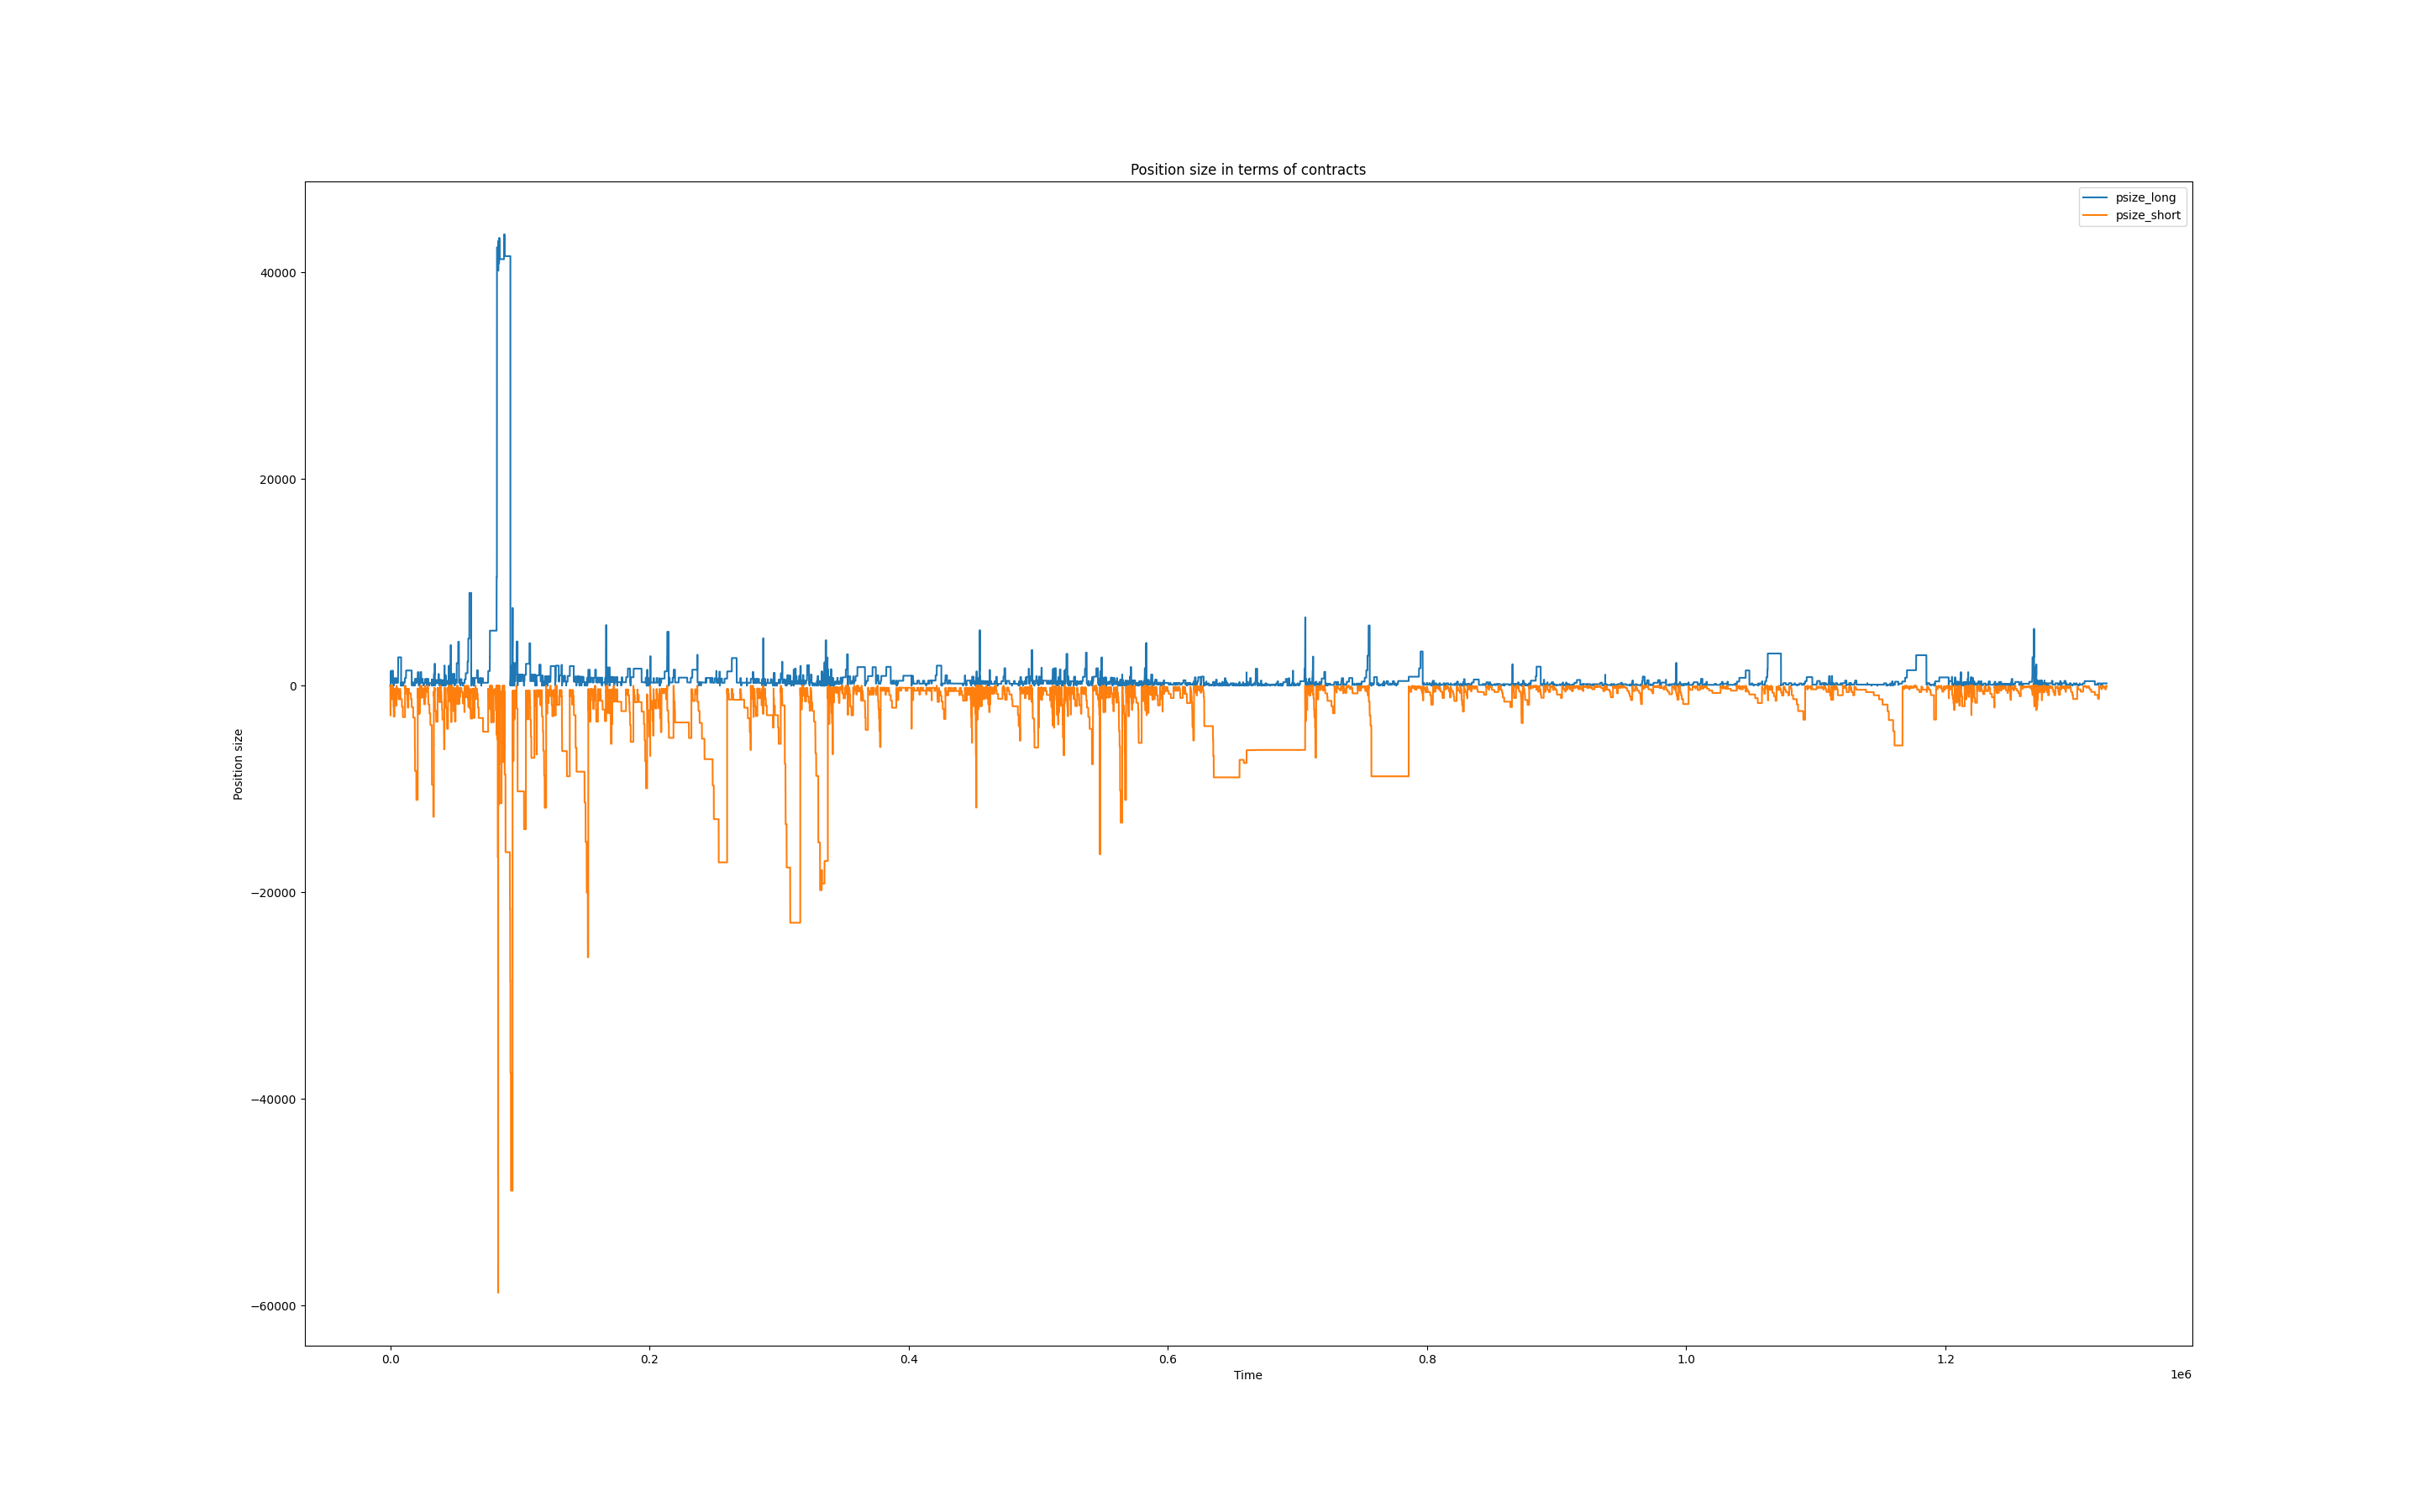 Position size in terms of contracts
psize_long
psize_short
40000
20000
0
−20000
−40000
−60000
Position size
0.0
0.2
0.4
0.6
0.8
1.0
1.2
1e6
Time